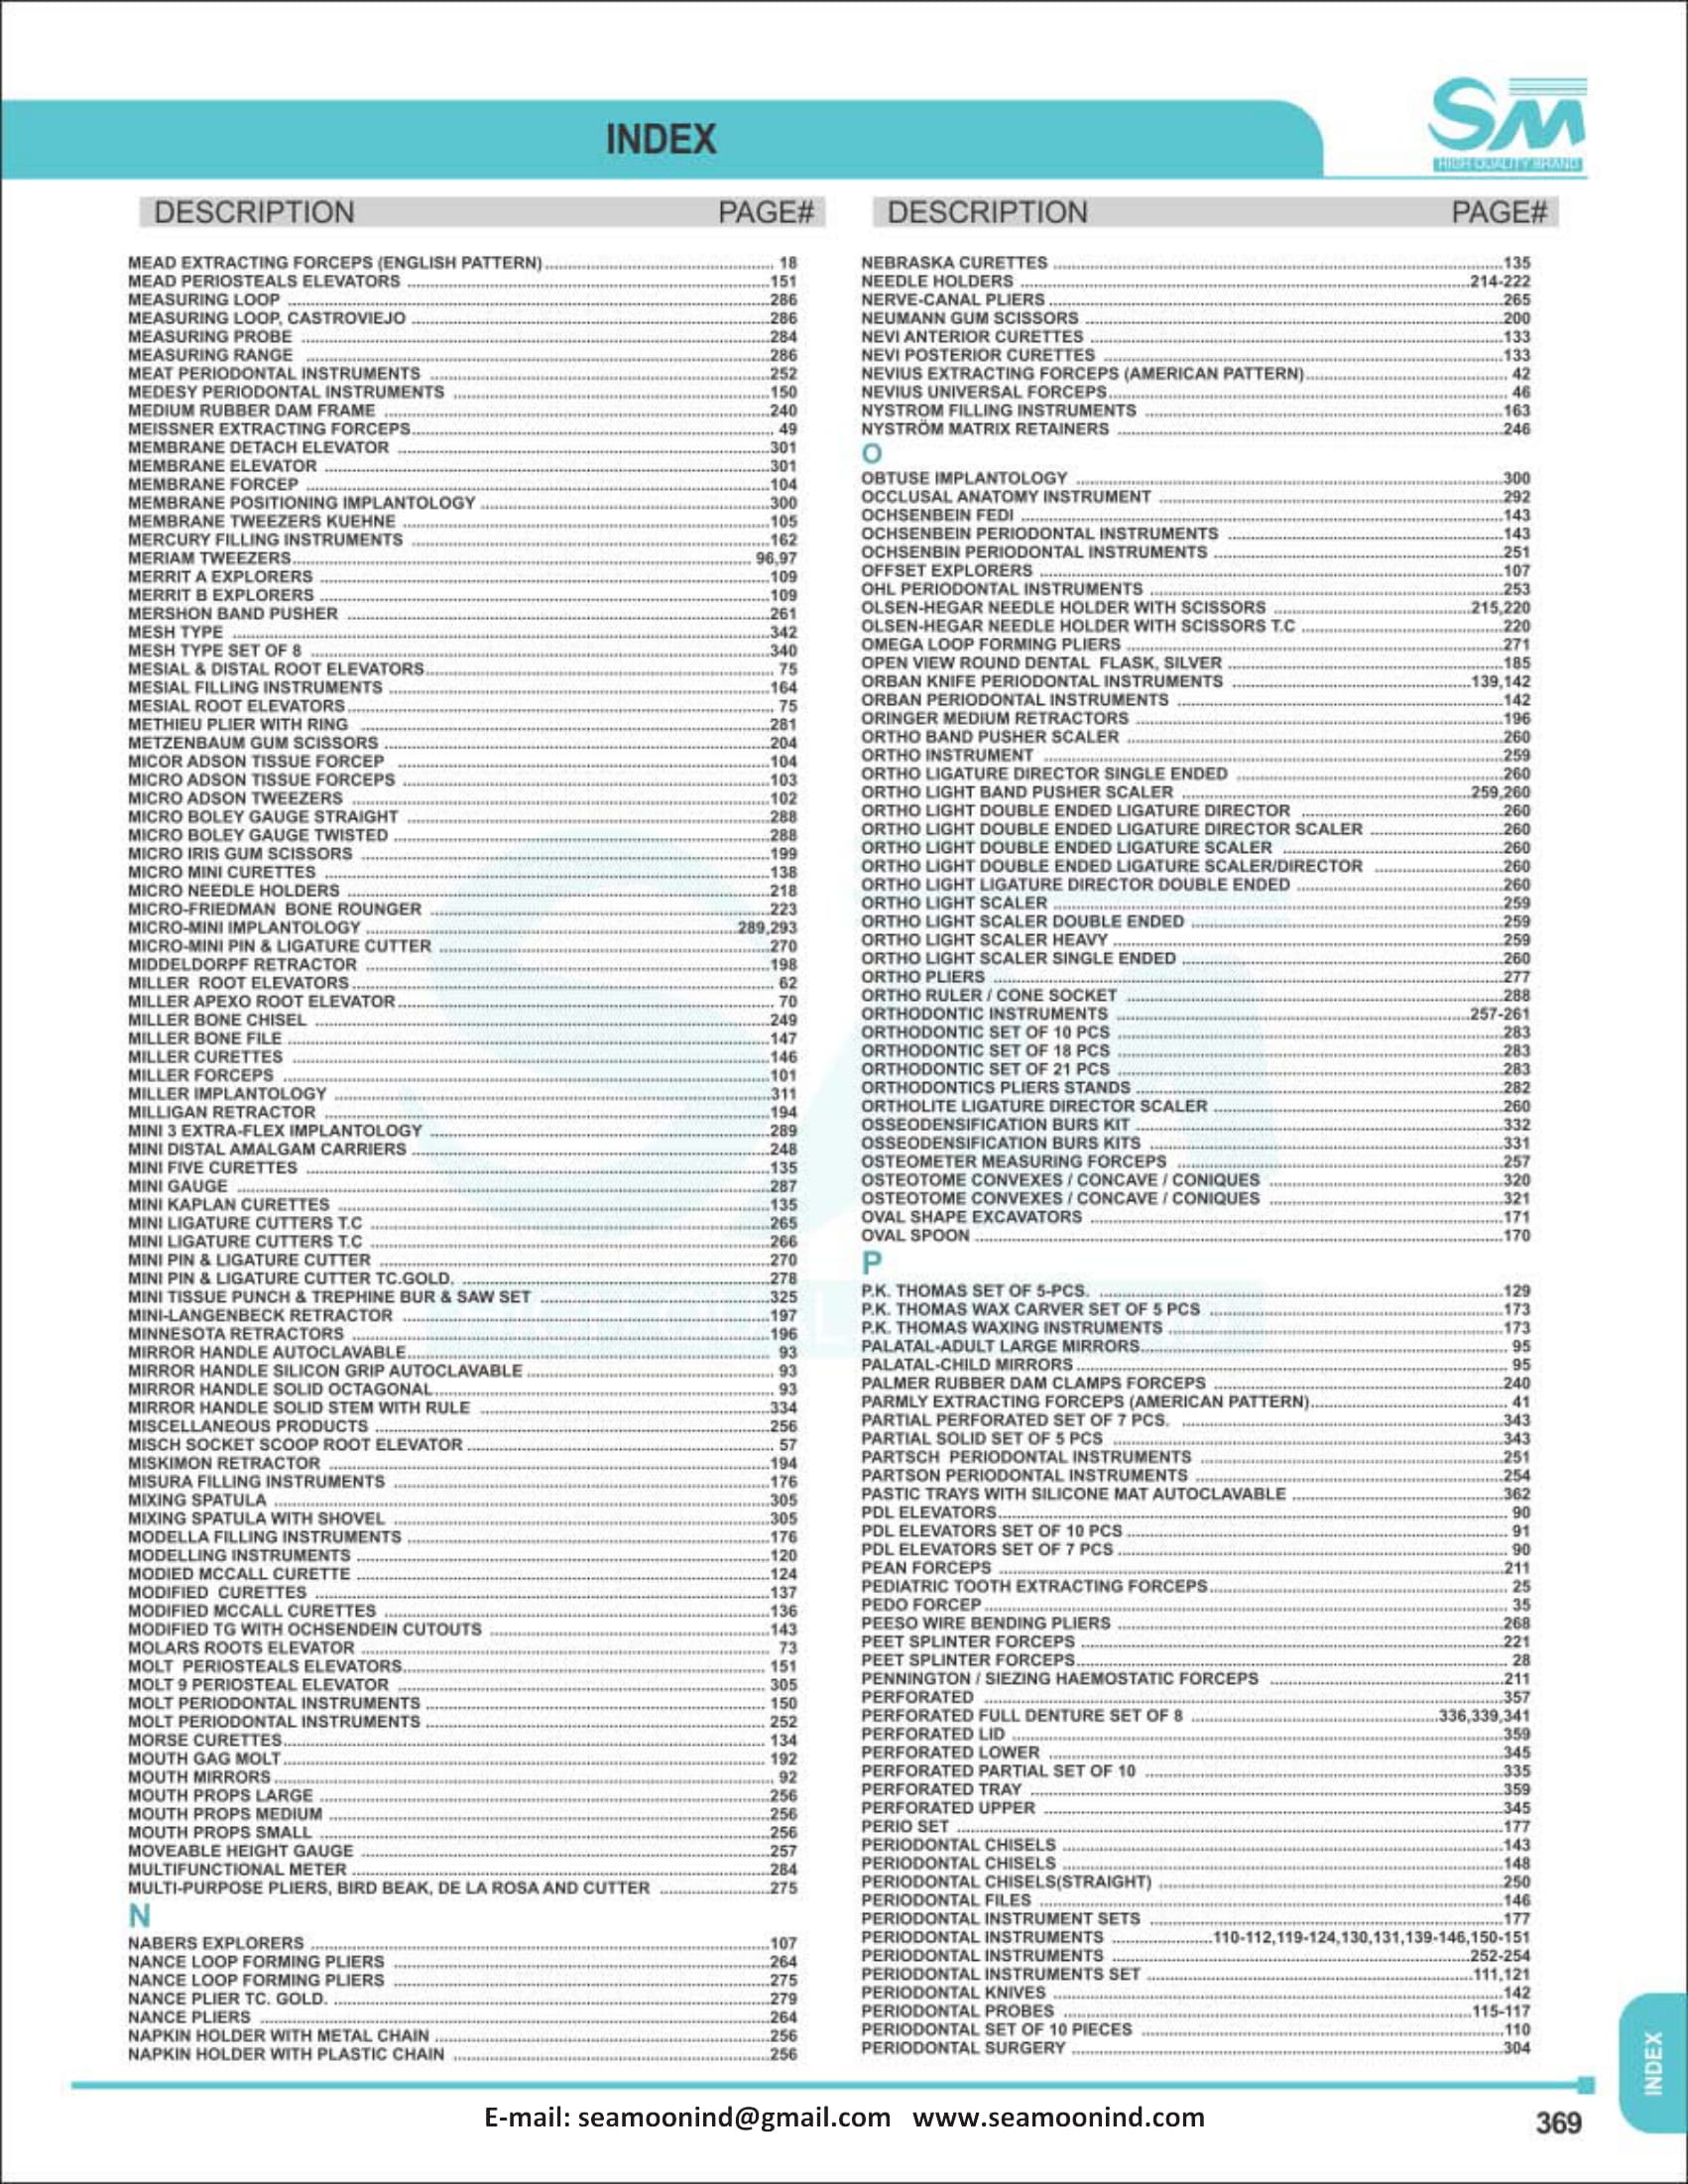 INDEX
SM
HIGH QUALITY BRAND
DESCRIPTION PAGE#
MEAD EXTRACTING FORCEPS (ENGLISH PATTERN) 18
MEAD PERIOSTEALS ELEVATORS 151
MEASURING LOOP 286
MEASURING LOOP, CASTROVIEJO 286
MEASURING PROBE 284
MEASURING RANGE 286
MEAT PERIODONTAL INSTRUMENTS 252
MEDESY PERIODONTAL INSTRUMENTS 150
MEDIUM RUBBER DAM FRAME 240
MEISSNER EXTRACTING FORCEPS 49
MEMBRANE DETACH ELEVATOR 301
MEMBRANE ELEVATOR 301
MEMBRANE FORCEP 104
MEMBRANE POSITIONING IMPLANTOLOGY 300
MEMBRANE TWEEZERS KUEHNE 105
MERCURY FILLING INSTRUMENTS 162
MERIAM TWEEZERS 96,97
MERRIT A EXPLORERS 109
MERRIT B EXPLORERS 109
MERSHON BAND PUSHER 261
MESH TYPE 342
MESH TYPE SET OF 8 340
MESIAL & DISTAL ROOT ELEVATORS 75
MESIAL FILLING INSTRUMENTS 164
MESIAL ROOT ELEVATORS 75
METHIEU PLIER WITH RING 281
METZENBAUM GUM SCISSORS 204
MICOR ADSON TISSUE FORCEP 104
MICRO ADSON TISSUE FORCEPS 103
MICRO ADSON TWEEZERS 102
MICRO BOLEY GAUGE STRAIGHT 288
MICRO BOLEY GAUGE TWISTED 288
MICRO IRIS GUM SCISSORS 199
MICRO MINI CURETTES 138
MICRO NEEDLE HOLDERS 218
MICRO-FRIEDMAN BONE ROUNGER 223
MICRO-MINI IMPLANTOLOGY 289,293
MICRO-MINI PIN & LIGATURE CUTTER 270
MIDDELDORPF RETRACTOR 198
MILLER ROOT ELEVATORS 62
MILLER APEXO ROOT ELEVATOR 70
MILLER BONE CHISEL 249
MILLER BONE FILE 147
MILLER CURETTES 146
MILLER FORCEPS 101
MILLER IMPLANTOLOGY 311
MILLIGAN RETRACTOR 194
MINI 3 EXTRA-FLEX IMPLANTOLOGY 289
MINI DISTAL AMALGAM CARRIERS 248
MINI FIVE CURETTES 135
MINI GAUGE 287
MINI KAPLAN CURETTES 135
MINI LIGATURE CUTTERS T.C 265
MINI LIGATURE CUTTERS T.C 266
MINI PIN & LIGATURE CUTTER 270
MINI PIN & LIGATURE CUTTER TC.GOLD. 278
MINI TISSUE PUNCH & TREPHINE BUR & SAW SET 325
MINI-LANGENBECK RETRACTOR 197
MINNESOTA RETRACTORS 196
MIRROR HANDLE AUTOCLAVABLE 93
MIRROR HANDLE SILICON GRIP AUTOCLAVABLE 93
MIRROR HANDLE SOLID OCTAGONAL 93
MIRROR HANDLE SOLID STEM WITH RULE 334
MISCELLANEOUS PRODUCTS 256
MISCH SOCKET SCOOP ROOT ELEVATOR 57
MISKIMON RETRACTOR 194
MISURA FILLING INSTRUMENTS 176
MIXING SPATULA 305
MIXING SPATULA WITH SHOVEL 305
MODELLA FILLING INSTRUMENTS 176
MODELLING INSTRUMENTS 120
MODIED MCCALL CURETTE 124
MODIFIED CURETTES 137
MODIFIED MCCALL CURETTES 136
MODIFIED TG WITH OCHSENDEIN CUTOUTS 143
MOLARS ROOTS ELEVATOR 73
MOLT PERIOSTEALS ELEVATORS 151
MOLT 9 PERIOSTEAL ELEVATOR 305
MOLT PERIODONTAL INSTRUMENTS 150
MOLT PERIODONTAL INSTRUMENTS 252
MORSE CURETTES 134
MOUTH GAG MOLT 192
MOUTH MIRRORS 92
MOUTH PROPS LARGE 256
MOUTH PROPS MEDIUM 256
MOUTH PROPS SMALL 256
MOVEABLE HEIGHT GAUGE 257
MULTIFUNCTIONAL METER 284
MULTI-PURPOSE PLIERS, BIRD BEAK, DE LA ROSA AND CUTTER 275
N
NABERS EXPLORERS 107
NANCE LOOP FORMING PLIERS 264
NANCE LOOP FORMING PLIERS 275
NANCE PLIER TC. GOLD. 279
NANCE PLIERS 264
NAPKIN HOLDER WITH METAL CHAIN 256
NAPKIN HOLDER WITH PLASTIC CHAIN 256
DESCRIPTION PAGE#
NEBRASKA CURETTES 135
NEEDLE HOLDERS 214-222
NERVE-CANAL PLIERS 265
NEUMANN GUM SCISSORS 200
NEVI ANTERIOR CURETTES 133
NEVI POSTERIOR CURETTES 133
NEVIUS EXTRACTING FORCEPS (AMERICAN PATTERN) 42
NEVIUS UNIVERSAL FORCEPS 46
NYSTROM FILLING INSTRUMENTS 163
NYSTRÖM MATRIX RETAINERS 246
O
OBTUSE IMPLANTOLOGY 300
OCCLUSAL ANATOMY INSTRUMENT 292
OCHSENBEIN FEDI 143
OCHSENBEIN PERIODONTAL INSTRUMENTS 143
OCHSENBIN PERIODONTAL INSTRUMENTS 251
OFFSET EXPLORERS 107
OHL PERIODONTAL INSTRUMENTS 253
OLSEN-HEGAR NEEDLE HOLDER WITH SCISSORS 215,220
OLSEN-HEGAR NEEDLE HOLDER WITH SCISSORS T.C 220
OMEGA LOOP FORMING PLIERS 271
OPEN VIEW ROUND DENTAL FLASK, SILVER 185
ORBAN KNIFE PERIODONTAL INSTRUMENTS 139,142
ORBAN PERIODONTAL INSTRUMENTS 142
ORINGER MEDIUM RETRACTORS 196
ORTHO BAND PUSHER SCALER 260
ORTHO INSTRUMENT 259
ORTHO LIGATURE DIRECTOR SINGLE ENDED 260
ORTHO LIGHT BAND PUSHER SCALER 259,260
ORTHO LIGHT DOUBLE ENDED LIGATURE DIRECTOR 260
ORTHO LIGHT DOUBLE ENDED LIGATURE DIRECTOR SCALER 260
ORTHO LIGHT DOUBLE ENDED LIGATURE SCALER 260
ORTHO LIGHT DOUBLE ENDED LIGATURE SCALER/DIRECTOR 260
ORTHO LIGHT LIGATURE DIRECTOR DOUBLE ENDED 260
ORTHO LIGHT SCALER 259
ORTHO LIGHT SCALER DOUBLE ENDED 259
ORTHO LIGHT SCALER HEAVY 259
ORTHO LIGHT SCALER SINGLE ENDED 260
ORTHO PLIERS 277
ORTHO RULER / CONE SOCKET 288
ORTHODONTIC INSTRUMENTS 257-261
ORTHODONTIC SET OF 10 PCS 283
ORTHODONTIC SET OF 18 PCS 283
ORTHODONTIC SET OF 21 PCS 283
ORTHODONTICS PLIERS STANDS 282
ORTHOLITE LIGATURE DIRECTOR SCALER 260
OSSEODENSIFICATION BURS KIT 332
OSSEODENSIFICATION BURS KITS 331
OSTEOMETER MEASURING FORCEPS 257
OSTEOTOME CONVEXES / CONCAVE / CONIQUES 320
OSTEOTOME CONVEXES / CONCAVE / CONIQUES 321
OVAL SHAPE EXCAVATORS 171
OVAL SPOON 170
P
P.K. THOMAS SET OF 5-PCS. 129
P.K. THOMAS WAX CARVER SET OF 5 PCS 173
P.K. THOMAS WAXING INSTRUMENTS 173
PALATAL-ADULT LARGE MIRRORS 95
PALATAL-CHILD MIRRORS 95
PALMER RUBBER DAM CLAMPS FORCEPS 240
PARMLY EXTRACTING FORCEPS (AMERICAN PATTERN) 41
PARTIAL PERFORATED SET OF 7 PCS. 343
PARTIAL SOLID SET OF 5 PCS 343
PARTSCH PERIODONTAL INSTRUMENTS 251
PARTSON PERIODONTAL INSTRUMENTS 254
PASTIC TRAYS WITH SILICONE MAT AUTOCLAVABLE 362
PDL ELEVATORS 90
PDL ELEVATORS SET OF 10 PCS 91
PDL ELEVATORS SET OF 7 PCS 90
PEAN FORCEPS 211
PEDIATRIC TOOTH EXTRACTING FORCEPS 25
PEDO FORCEP 35
PEESO WIRE BENDING PLIERS 268
PEET SPLINTER FORCEPS 221
PEET SPLINTER FORCEPS 28
PENNINGTON / SIEZING HAEMOSTATIC FORCEPS 211
PERFORATED 357
PERFORATED FULL DENTURE SET OF 8 336,339,341
PERFORATED LID 359
PERFORATED LOWER 345
PERFORATED PARTIAL SET OF 10 335
PERFORATED TRAY 359
PERFORATED UPPER 345
PERIO SET 177
PERIODONTAL CHISELS 143
PERIODONTAL CHISELS 148
PERIODONTAL CHISELS(STRAIGHT) 250
PERIODONTAL FILES 146
PERIODONTAL INSTRUMENT SETS 177
PERIODONTAL INSTRUMENTS 110-112,119-124,130,131,139-146,150-151
PERIODONTAL INSTRUMENTS 252-254
PERIODONTAL INSTRUMENTS SET 111,121
PERIODONTAL KNIVES 142
PERIODONTAL PROBES 115-117
PERIODONTAL SET OF 10 PIECES 110
PERIODONTAL SURGERY 304
INDEX
E-mail: seamoonind@gmail.com www.seamoonind.com
369